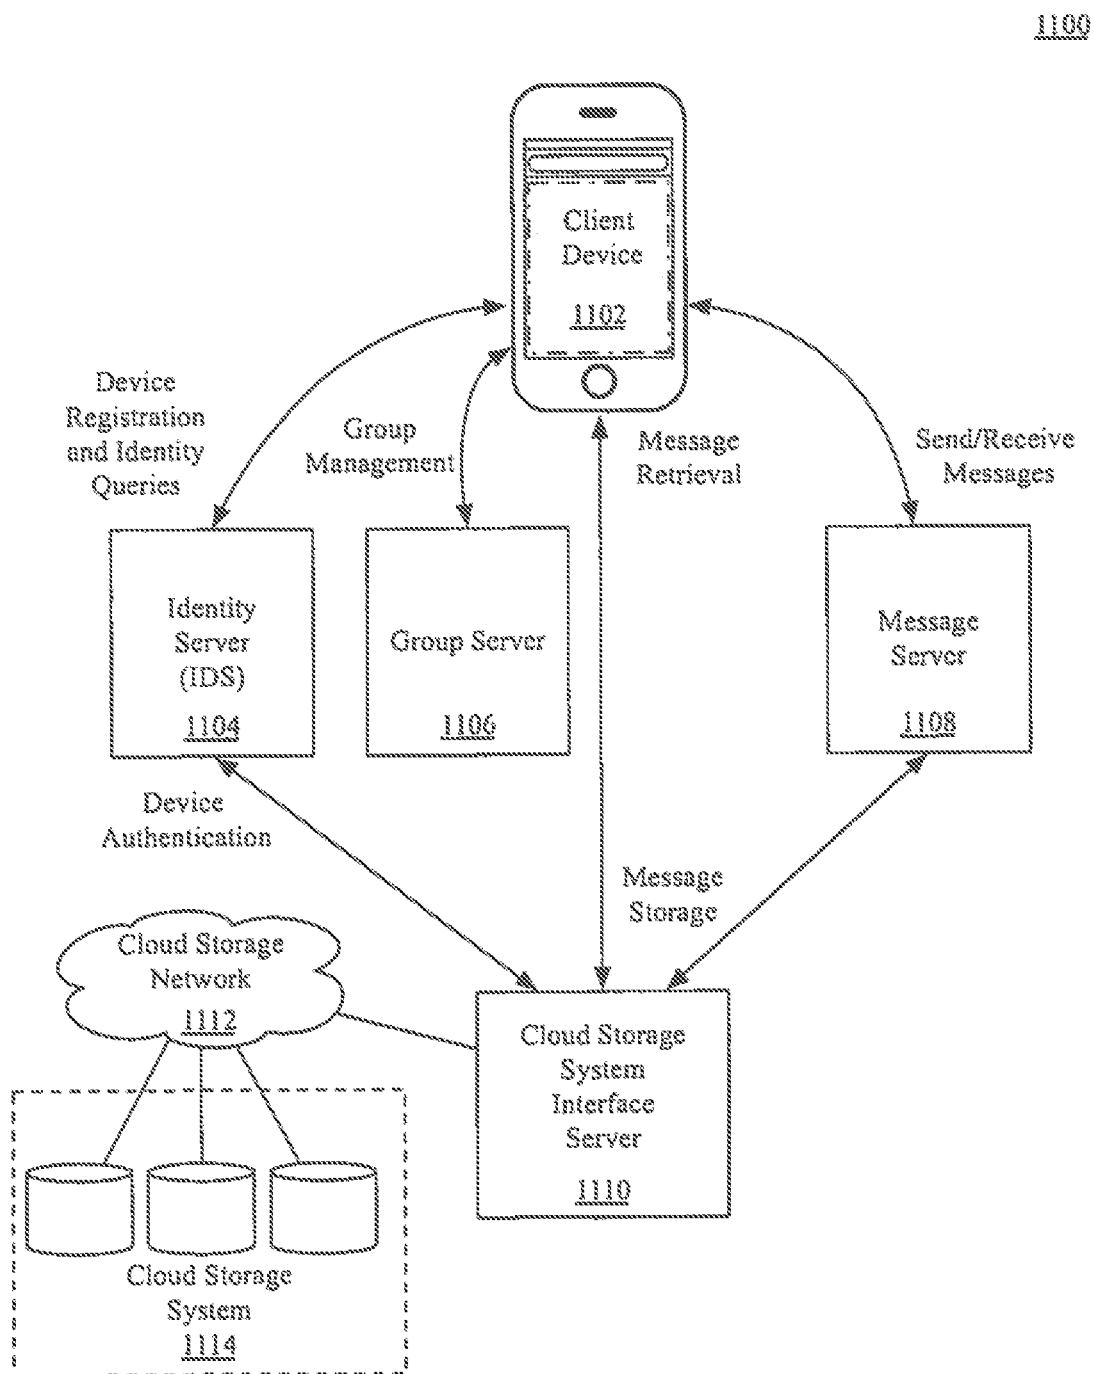 1100
Client
Device
1102
Device
Registration
and Identity
Queries
Group
Management
Message
Retrieval
Send/Receive
Messages
Identity
Server
(IDS)
1104
Group Server
1106
Message
Server
1108
Device
Authentication
Message
Storage
Cloud Storage
Network
1112
Cloud Storage
System
Interface
Server
1110
Cloud Storage
System
1114